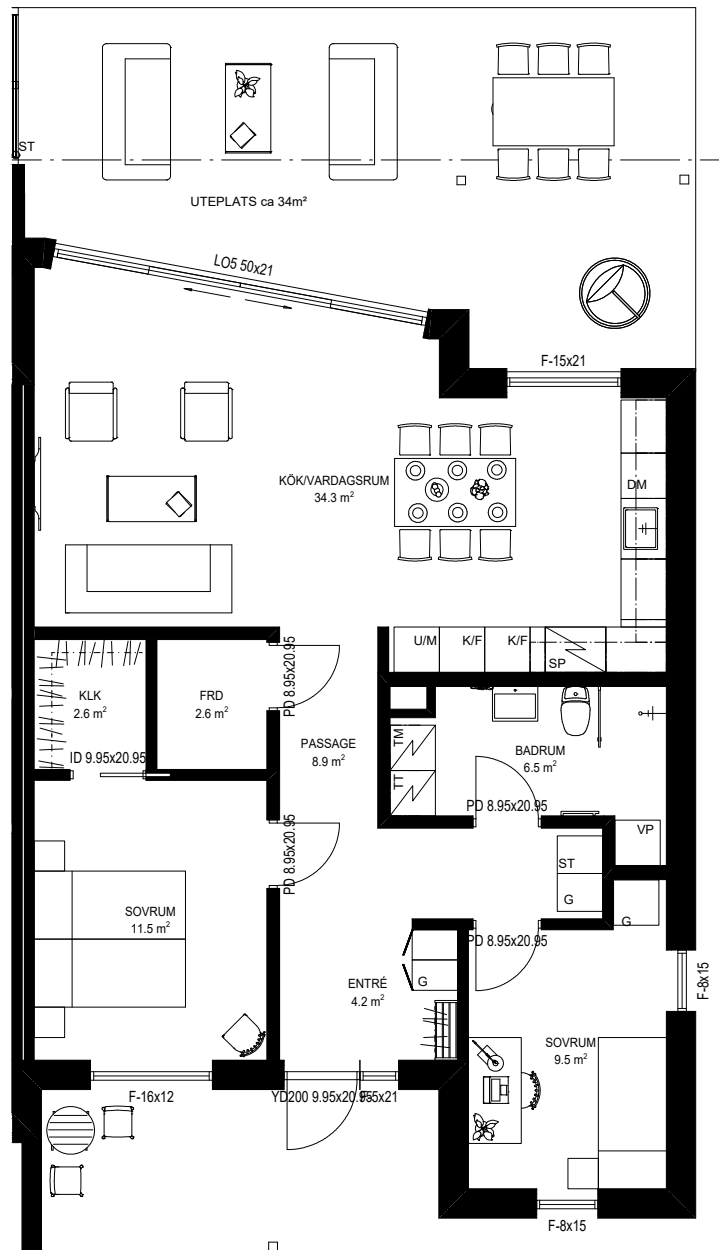 ST
UTEPLATS ca 34m²
LO5 50x21
F-15x21
KÖK/VARDAGSRUM
34.3 m²
DM
U/M
K/F
K/F
SP
PD 8.95x20.95
KLK
2.6 m²
FRD
2.6 m²
ID 9.95x20.95
PASSAGE
8.9 m²
TM
TT
BADRUM
6.5 m²
PD 8.95x20.95
VP
PD 8.95x20.95
ST
G
SOVRUM
11.5 m²
G
PD 8.95x20.95
ENTRÉ
4.2 m²
G
F-8x15
SOVRUM
9.5 m²
F-16x12
YD200 9.95x20.95
F-5x21
F-8x15